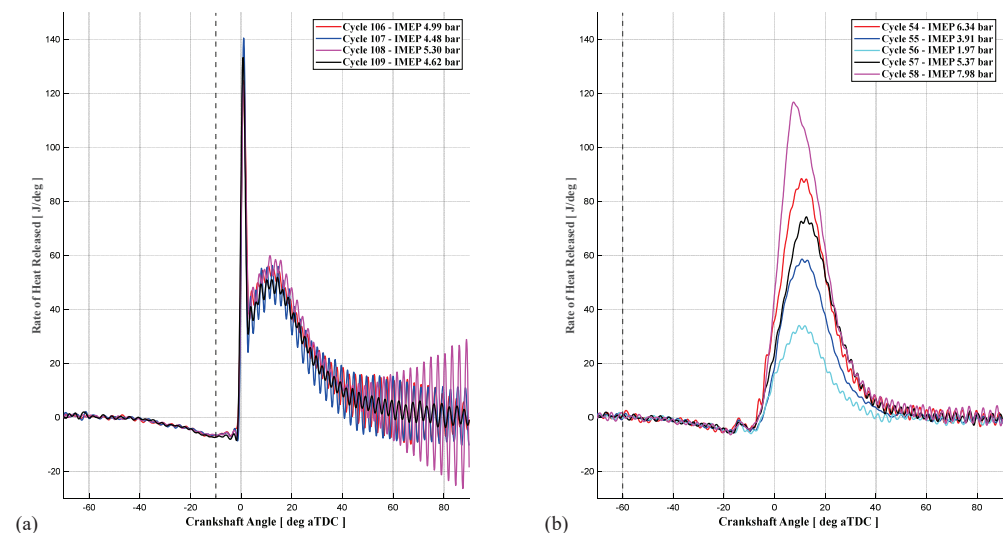 Cycle 106 - IMEP 4.99 bar
Cycle 107 - IMEP 4.48 bar
Cycle 108 - IMEP 5.30 bar
Cycle 109 - IMEP 4.62 bar
140
120
100
80
60
40
20
0
-20
Rate of Heat Released [ J/deg ]
-60 -40 -20 0 20 40 60 80
Crankshaft Angle [ deg aTDC ]
(a)
Cycle 54 - IMEP 6.34 bar
Cycle 55 - IMEP 3.91 bar
Cycle 56 - IMEP 1.97 bar
Cycle 57 - IMEP 5.37 bar
Cycle 58 - IMEP 7.98 bar
140
120
100
80
60
40
20
0
-20
Rate of Heat Released [ J/deg ]
-60 -40 -20 0 20 40 60 80
Crankshaft Angle [ deg aTDC ]
(b)